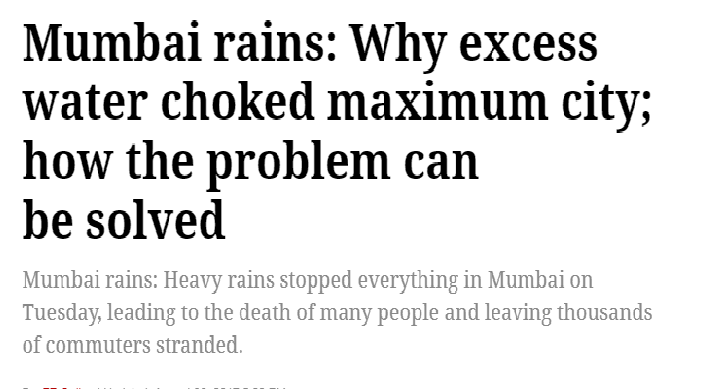 Mumbai rains: Why excess
water choked maximum city;
how the problem can
be solved
Mumbai rains: Heavy rains stopped everything in Mumbai on
Tuesday, leading to the death of many people and leaving thousands
of commuters stranded.